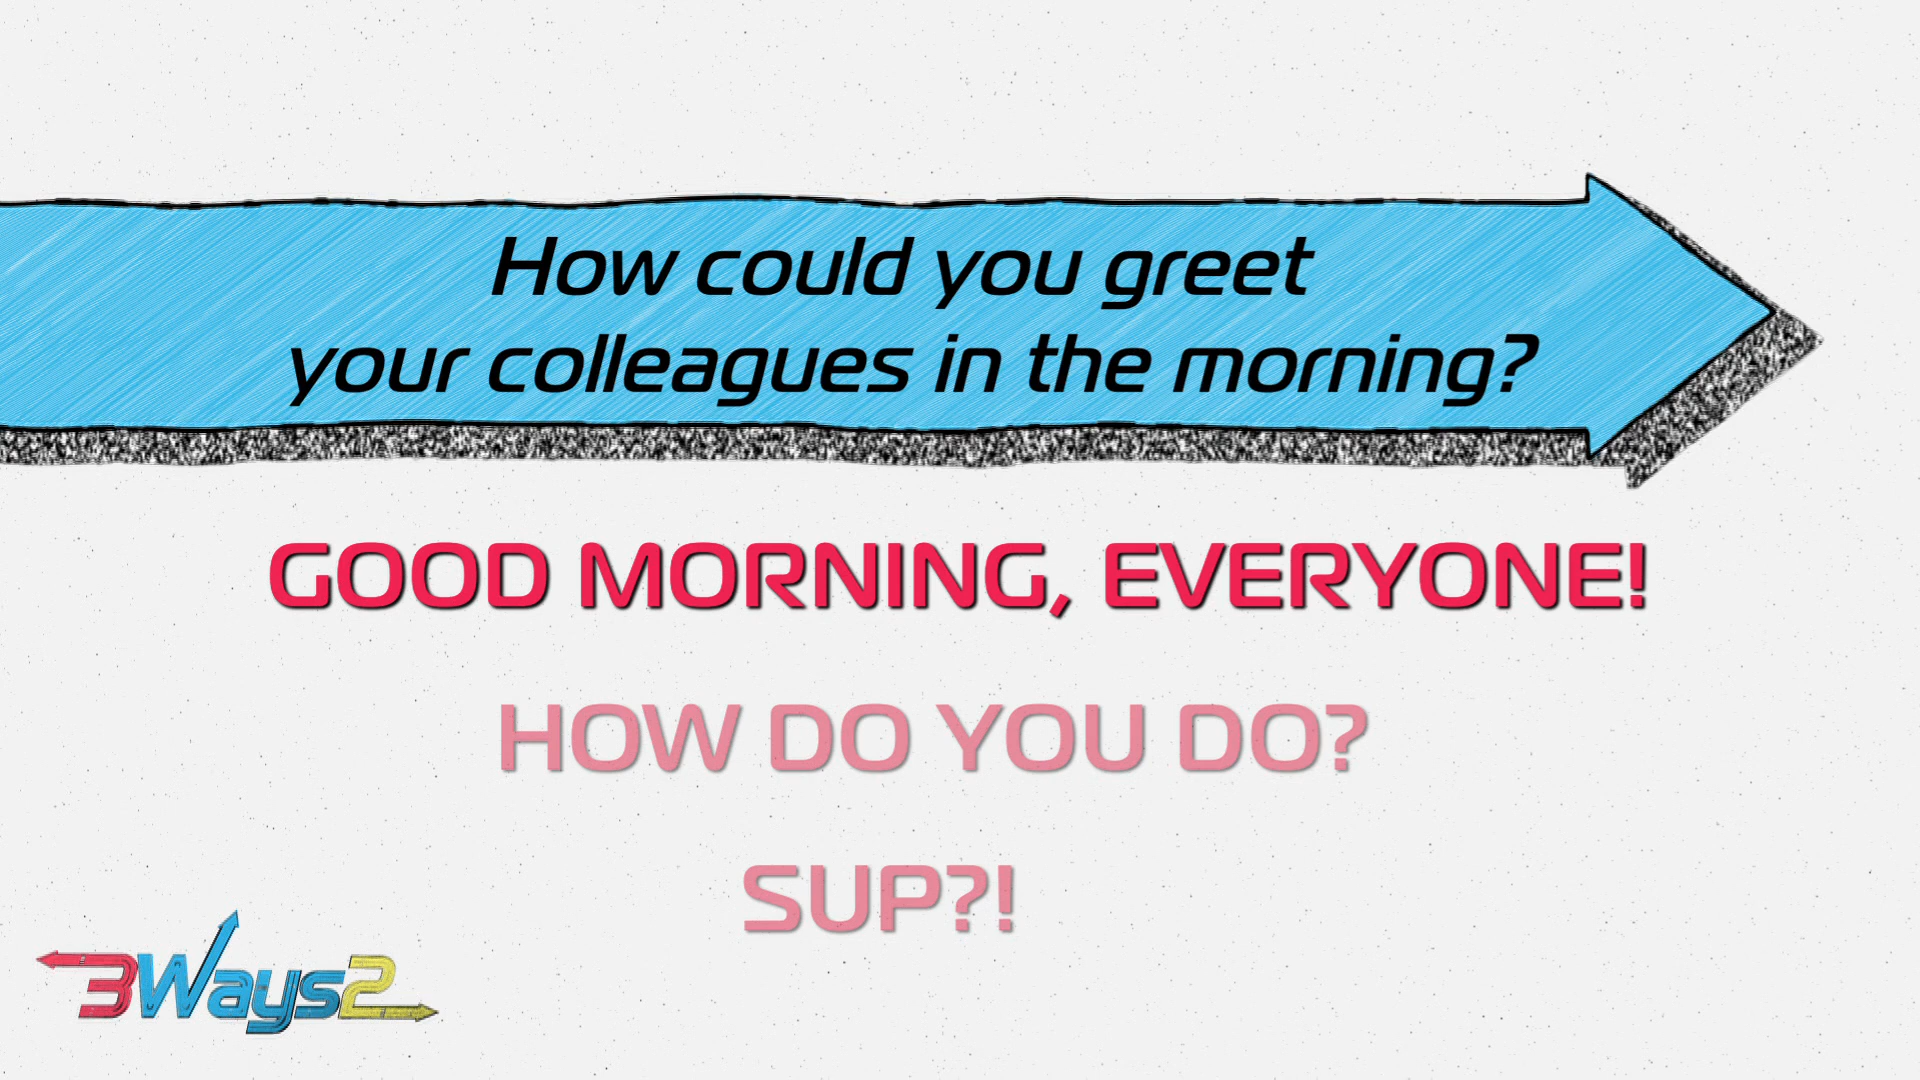 How could you greet
your colleagues in the morning?
GOOD MORNING, EVERYONE!
HOW DO YOU DO?
SUP?!
3Ways2